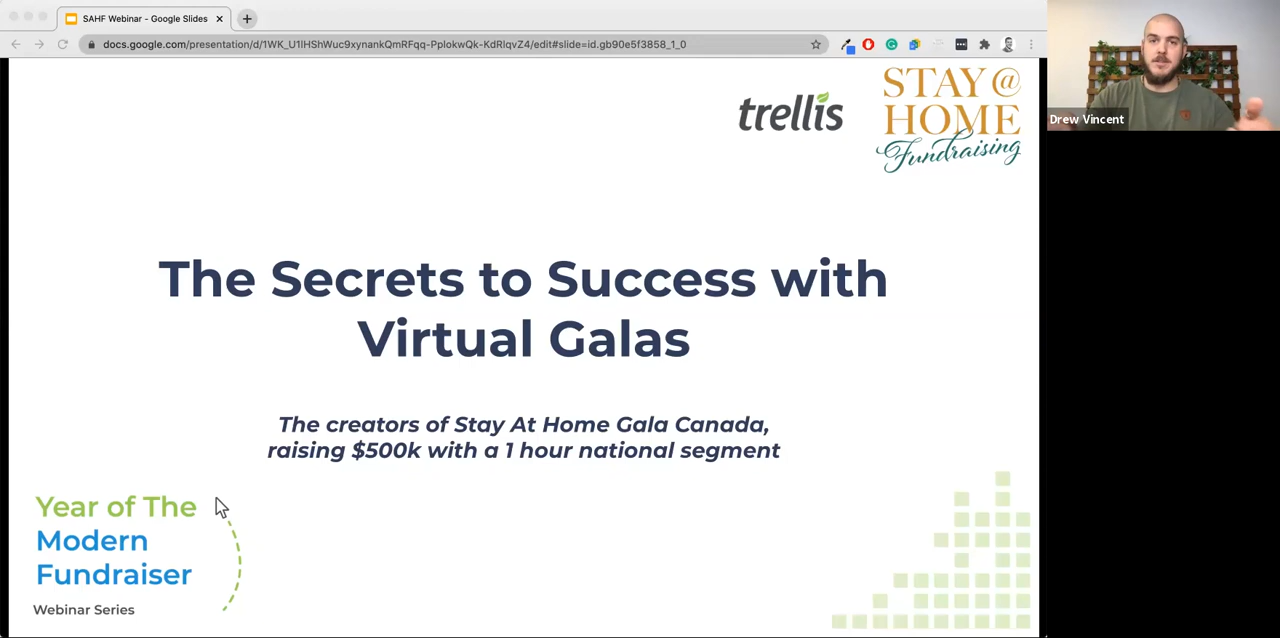 SAHF Webinar - Google Slides
docs.google.com/presentation/d/1WK_U1lHShWuc9xynankQmRFqq-PplokwQk-KdRlqvZ4/edit#slide=id.gb90e5f3858_1_0
trellis
STAY @
HOME
Fundraising
Drew Vincent
The Secrets to Success with
Virtual Galas
The creators of Stay At Home Gala Canada,
raising $500k with a 1 hour national segment
Year of The
Modern
Fundraiser
Webinar Series